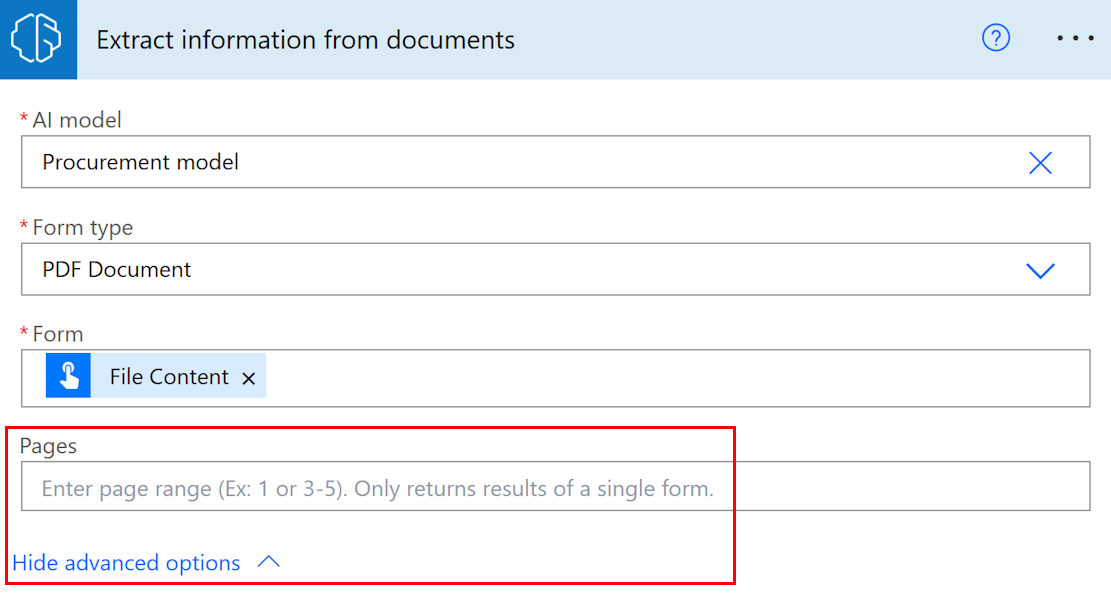 Extract information from documents
* AI model
Procurement model
* Form type
PDF Document
* Form
File Content
Pages
Enter page range (Ex: 1 or 3-5). Only returns results of a single form.
Hide advanced options